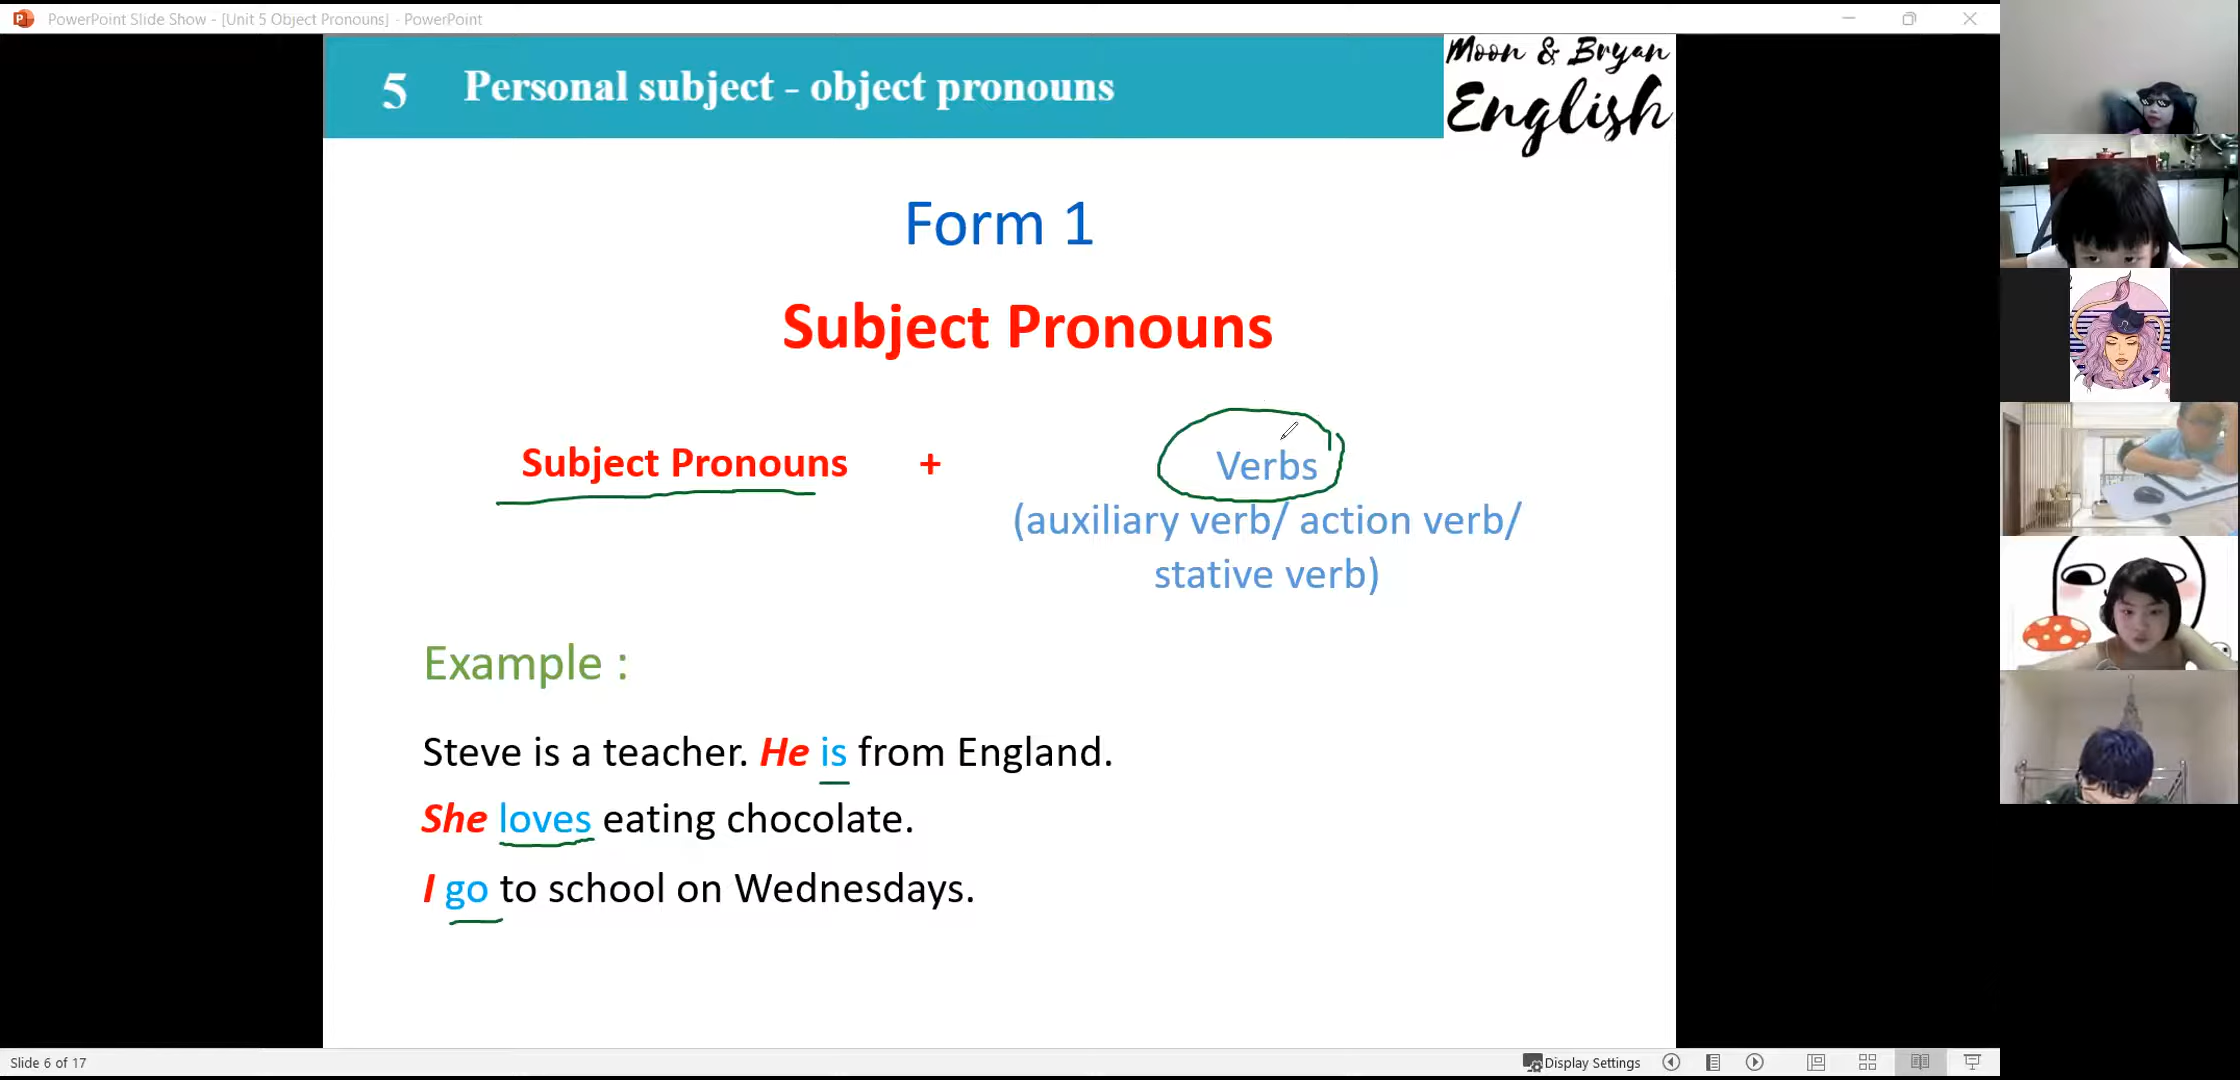 PowerPoint Slide Show - [Unit 5 Object Pronouns] - PowerPoint
5 Personal subject - object pronouns
Moon & Bryan
English
Form 1
Subject Pronouns
Subject Pronouns + Verbs
(auxiliary verb/ action verb/
stative verb)
Example :
Steve is a teacher. He is from England.
She loves eating chocolate.
I go to school on Wednesdays.
Slide 6 of 17
Display Settings